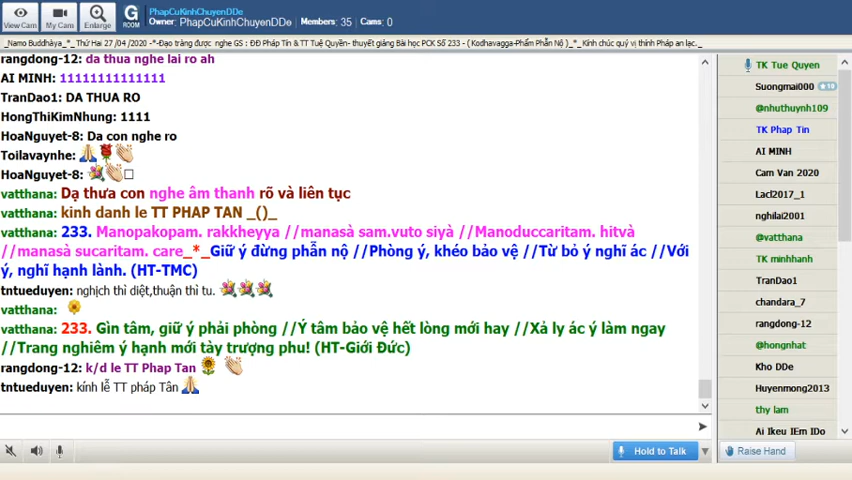 PhapCuKinhChuyenDDe
Owner: PhapCuKinhChuyenDDe Members: 35 Cams: 0
View Cam My Cam Enlarge G ROOM
_Namo Buddhàya_*_ Thứ Hai 27 /04 /2020 -*-Đạo tràng được nghe GS : ĐĐ Pháp Tín & TT Tuệ Quyền- thuyết giảng Bài học PCK Số 233 - ( Kodhavagga-Phẩm Phẫn Nộ )_*_ Kính chúc quý vị thính Pháp an lạc._
rangdong-12: da thua nghe lai ro ah
AI MINH: 11111111111111
TranDao1: DA THUA RO
HongThiKimNhung: 1111
HoaNguyet-8: Da con nghe ro
Toilavaynhe:
HoaNguyet-8:
vatthana: Dạ thưa con nghe âm thanh rõ và liên tục
vatthana: kinh danh le TT PHAP TAN _()_
vatthana: 233. Manopakopam. rakkheyya //manasà sam.vuto siyà //Manoduccaritam. hitvà
//manasà sucaritam. care_*_Giữ ý đừng phẫn nộ //Phòng ý, khéo bảo vệ //Từ bỏ ý nghĩ ác //Với
ý, nghĩ hạnh lành. (HT-TMC)
tntueduyen: nghịch thì diệt,thuận thì tu.
vatthana:
vatthana: 233. Gìn tâm, giữ ý phải phòng //Ý tâm bảo vệ hết lòng mới hay //Xả ly ác ý làm ngay
//Trang nghiêm ý hạnh mới tày trượng phu! (HT-Giới Đức)
rangdong-12: k/d le TT Phap Tan
tntueduyen: kính lễ TT pháp Tân
Hold to Talk
TK Tue Quyen
Suongmai000 10
@nhuthuynh109
TK Phap Tin
AI MINH
Cam Van 2020
Lacl2017_1
nghilai2001
@vatthana
TK minhhanh
TranDao1
chandara_7
rangdong-12
@hongnhat
Kho DDe
Huyenmong2013
thy lam
Ai Ikeu IEm IDo
Raise Hand